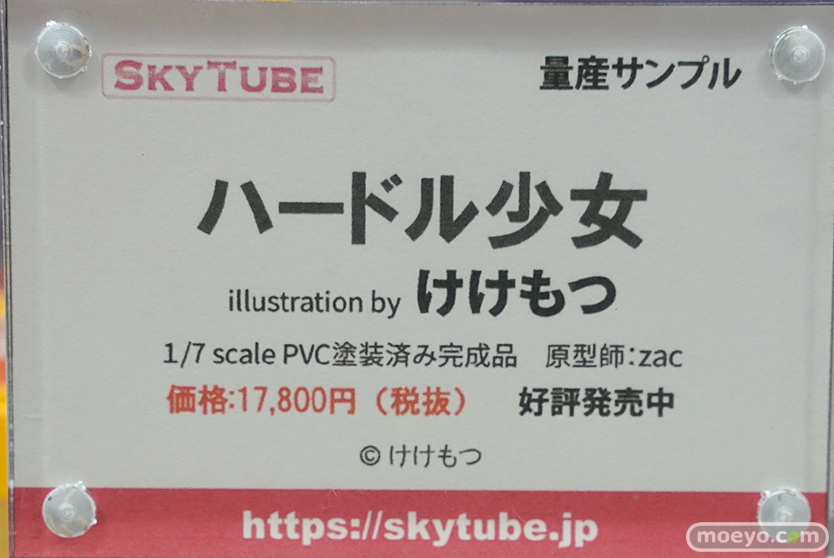 SKYTUBE 量産サンプル
ハードル少女
illustration by けけもつ
1/7 scale PVC塗装済み完成品 原型師:zac
価格:17,800円（税抜） 好評発売中
© けけもつ
https://skytube.jp
moeyo.com